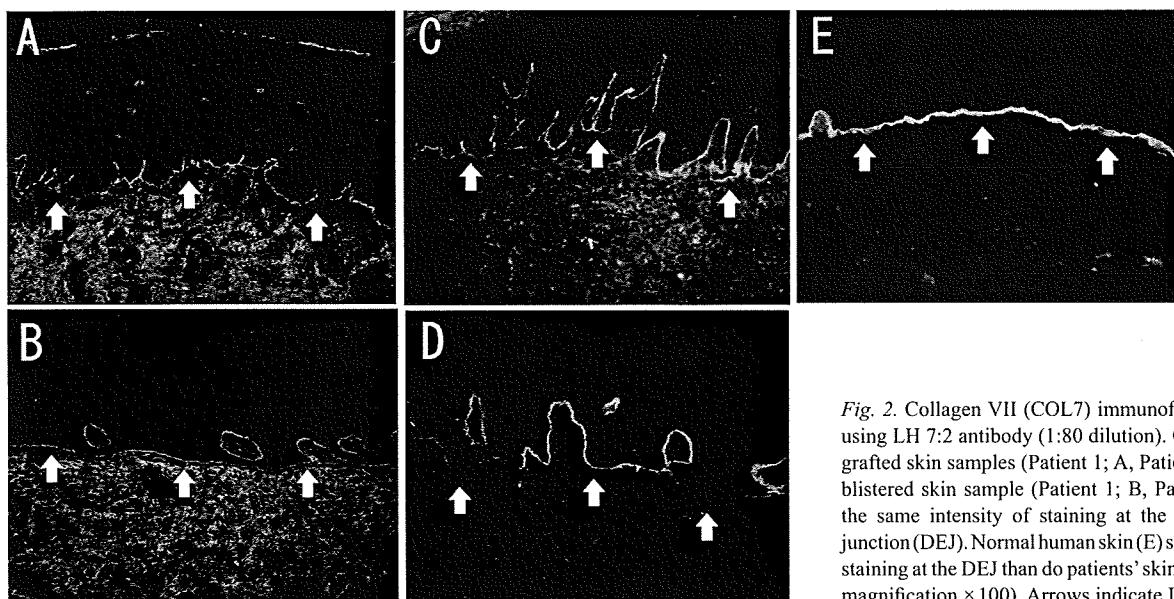 A
C
E
B
D
Fig. 2. Collagen VII (COL7) immunof
using LH 7:2 antibody (1:80 dilution).
grafted skin samples (Patient 1; A, Patie
blistered skin sample (Patient 1; B, Pa
the same intensity of staining at the
junction (DEJ). Normal human skin (E) s
staining at the DEJ than do patients' skin
magnification × 100). Arrows indicate